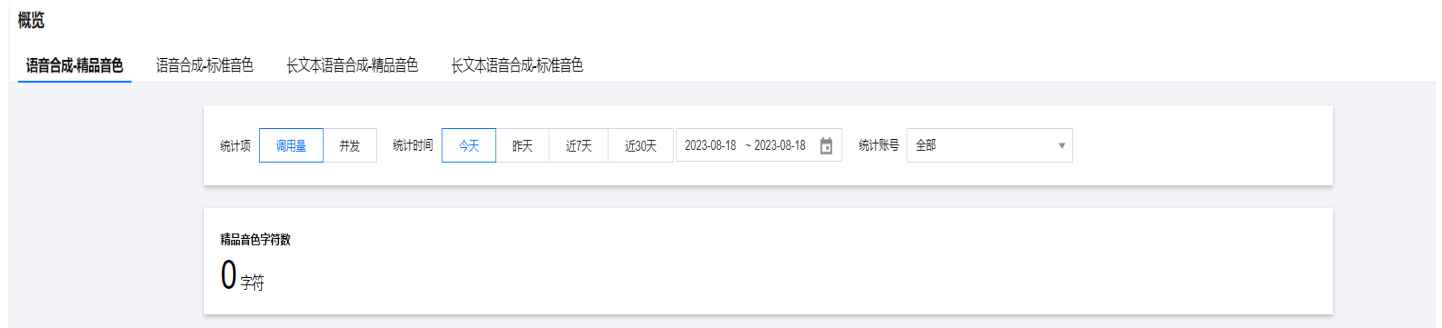 概览
语音合成-精品音色 语音合成-标准音色 长文本语音合成-精品音色 长文本语音合成-标准音色
统计项 调用量 并发 统计时间 今天 昨天 近7天 近30天 2023-08-18 ~ 2023-08-18 统计账号 全部
精品音色字符数
0 字符